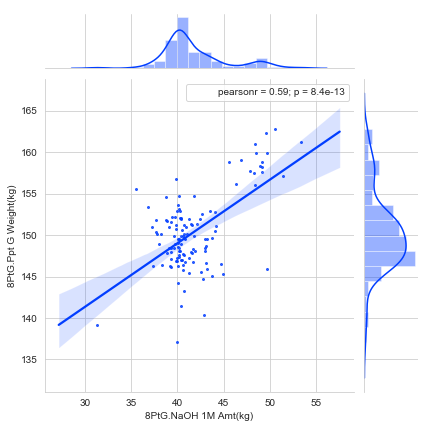 pearsonr = 0.59; p = 8.4e-13
165
160
155
150
145
140
135
8PtG.Ppt G Weight(kg)
30 35 40 45 50 55
8PtG.NaOH 1M Amt(kg)